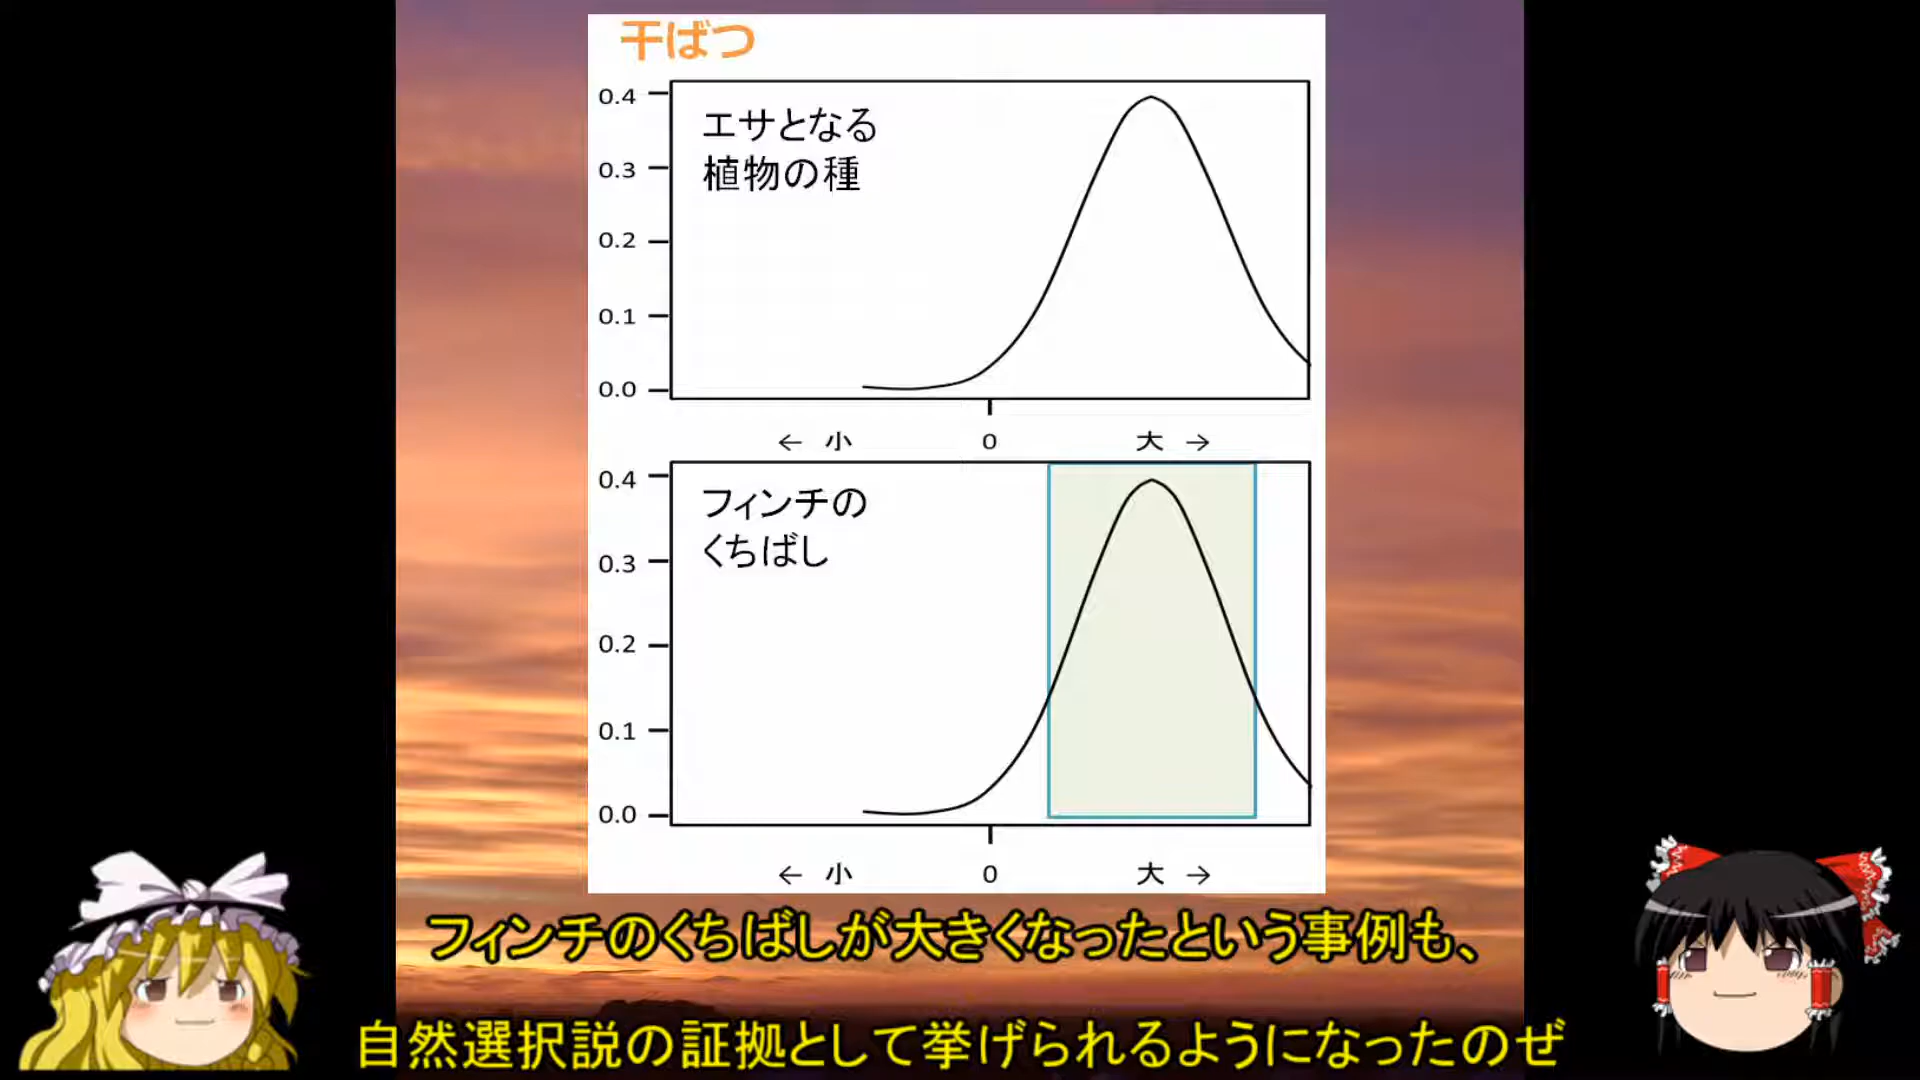 干ばつ
0.4
エサとなる
植物の種
0.3
0.2
0.1
0.0
← 小 0 大 →
0.4
フィンチの
くちばし
0.3
0.2
0.1
0.0
← 小 0 大 →
フィンチのくちばしが大きくなったという事例も、
自然選択説の証拠として挙げられるようになったのぜ